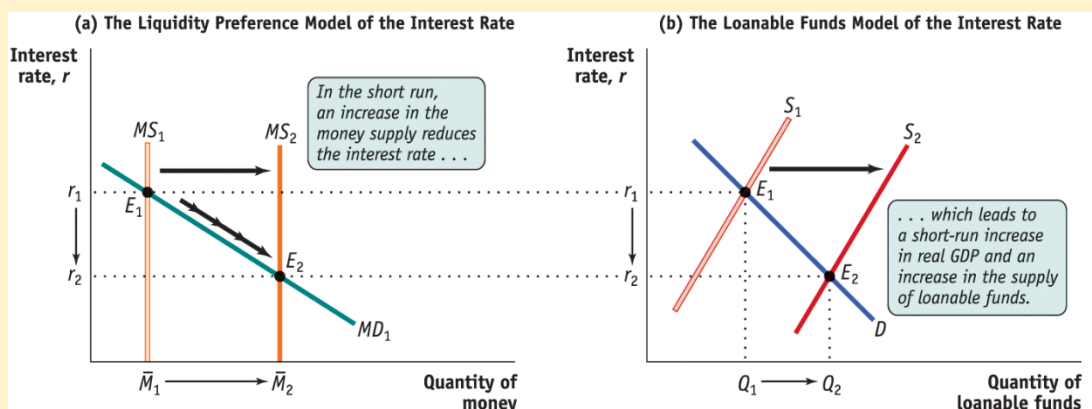 (a) The Liquidity Preference Model of the Interest Rate
Interest
rate, r
MS₁
MS₂
In the short run,
an increase in the
money supply reduces
the interest rate . . .
r₁
E₁
r₂
E₂
MD₁
M̅₁
M̅₂
Quantity of
money
(b) The Loanable Funds Model of the Interest Rate
Interest
rate, r
S₁
S₂
r₁
E₁
. . . which leads to
a short-run increase
in real GDP and an
increase in the supply
of loanable funds.
r₂
E₂
D
Q₁
Q₂
Quantity of
loanable funds